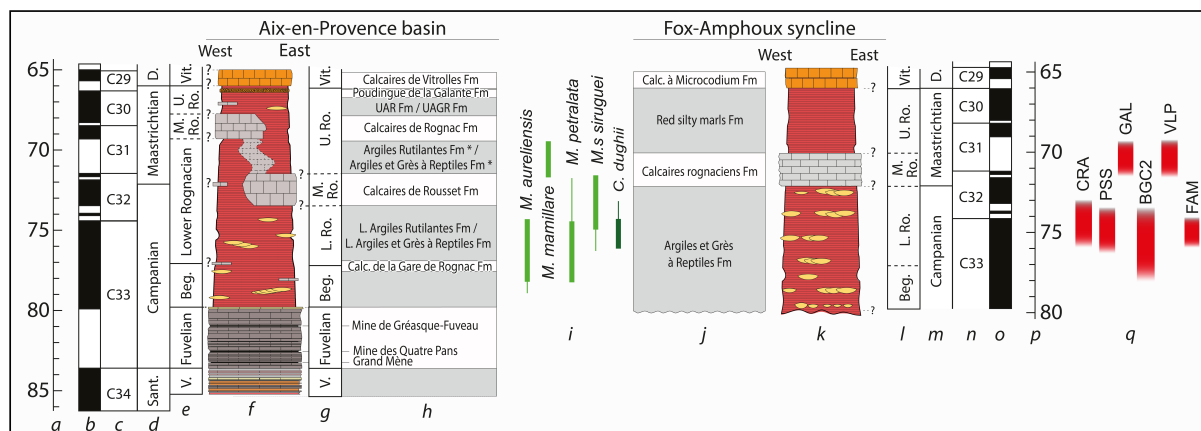 Aix-en-Provence basin
Fox-Amphoux syncline
West
East
West
East
65
70
75
80
85
C29
C30
C31
C32
C33
C34
D.
Maastrichtian
Campanian
Sant.
Vit.
U. Ro.
M. Ro.
Lower Rognacian
Beg.
Fuvelian
V.
?
?
?
?
?
?
?
?
Vit.
U. Ro.
M. Ro.
L. Ro.
Beg.
Fuvelian
V.
Calcaires de Vitrolles Fm
Poudingue de la Galante Fm
UAR Fm / UAGR Fm
Calcaires de Rognac Fm
Argiles Rutilantes Fm * /
Argiles et Grès à Reptiles Fm *
Calcaires de Rousset Fm
L. Argiles Rutilantes Fm /
L. Argiles et Grès à Reptiles Fm
Calc. de la Gare de Rognac Fm
Mine de Gréasque-Fuveau
Mine des Quatre Pans
Grand Mène
M. aureliensis
M. mamillare
M. petralata
M.s siruguei
C. dughii
Calc. à Microcodium Fm
Red silty marls Fm
Calcaires rognaciens Fm
Argiles et Grès
à Reptiles Fm
?
?
?
?
Vit.
U. Ro.
M. Ro.
L. Ro.
Beg.
D.
Maastrichtian
Campanian
C29
C30
C31
C32
C33
65
70
75
80
CRA
PSS
GAL
BGC2
VLP
FAM
a
b
c
d
e
f
g
h
i
j
k
l
m
n
o
p
q